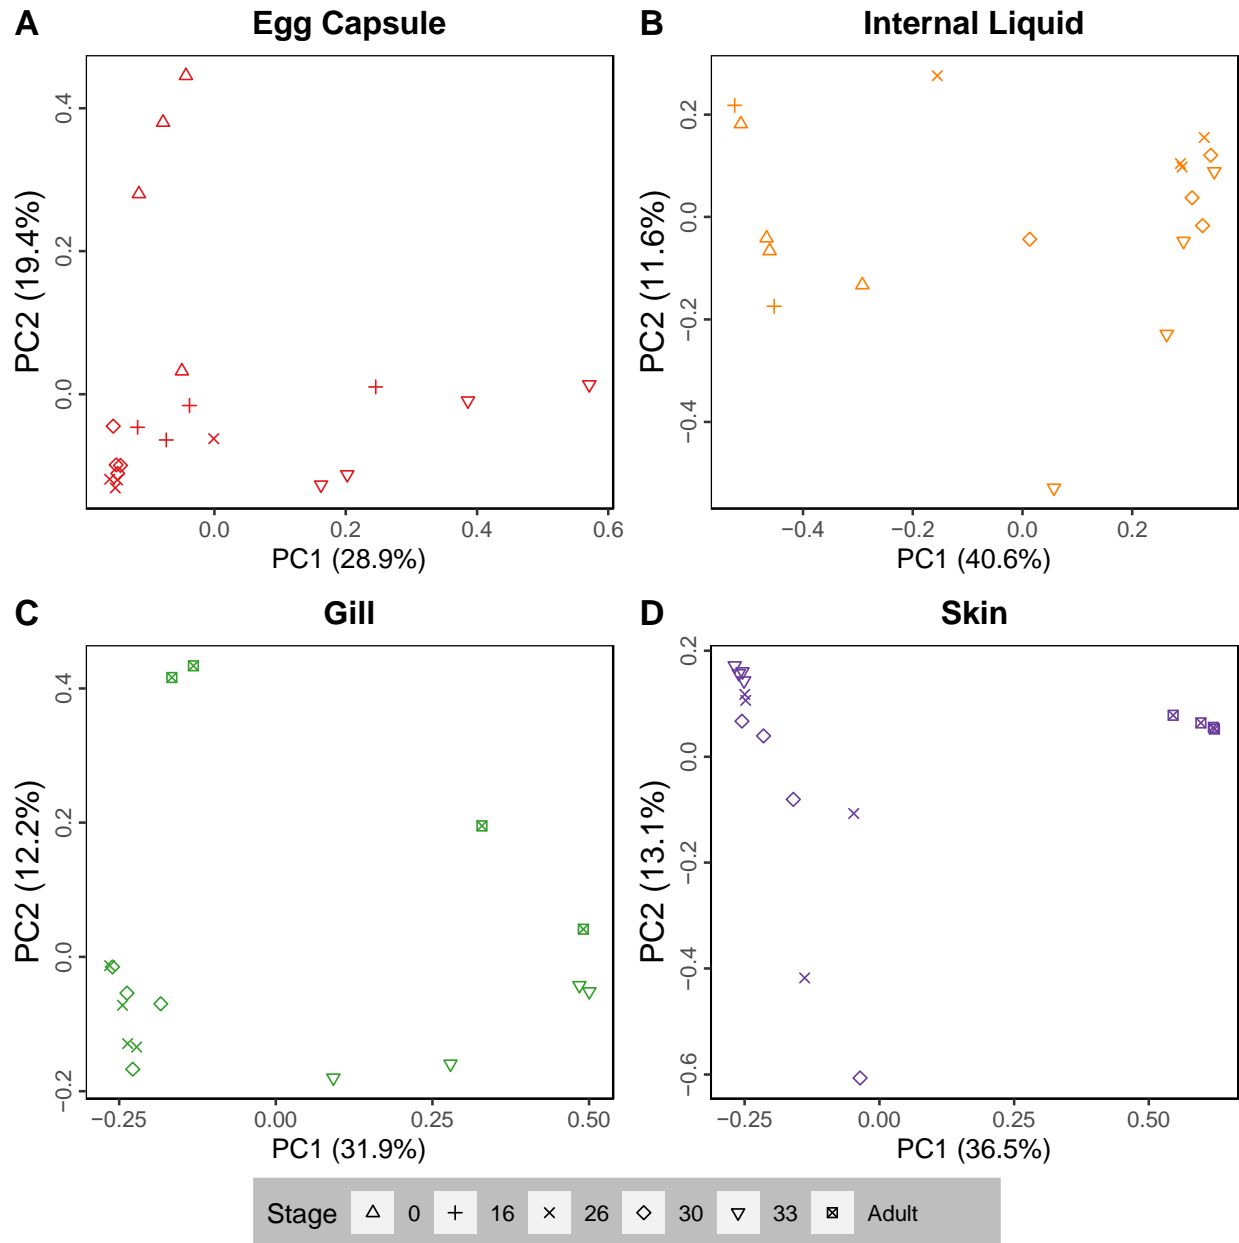 A Egg Capsule
PC2 (19.4%)
0.4
0.2
0.0
0.0 0.2 0.4 0.6
PC1 (28.9%)
B Internal Liquid
PC2 (11.6%)
0.2
0.0
−0.2
−0.4
−0.4 −0.2 0.0 0.2
PC1 (40.6%)
C Gill
PC2 (12.2%)
0.4
0.2
0.0
−0.2
−0.25 0.00 0.25 0.50
PC1 (31.9%)
D Skin
PC2 (13.1%)
0.2
0.0
−0.2
−0.4
−0.6
−0.25 0.00 0.25 0.50
PC1 (36.5%)
Stage 0 16 26 30 33 Adult